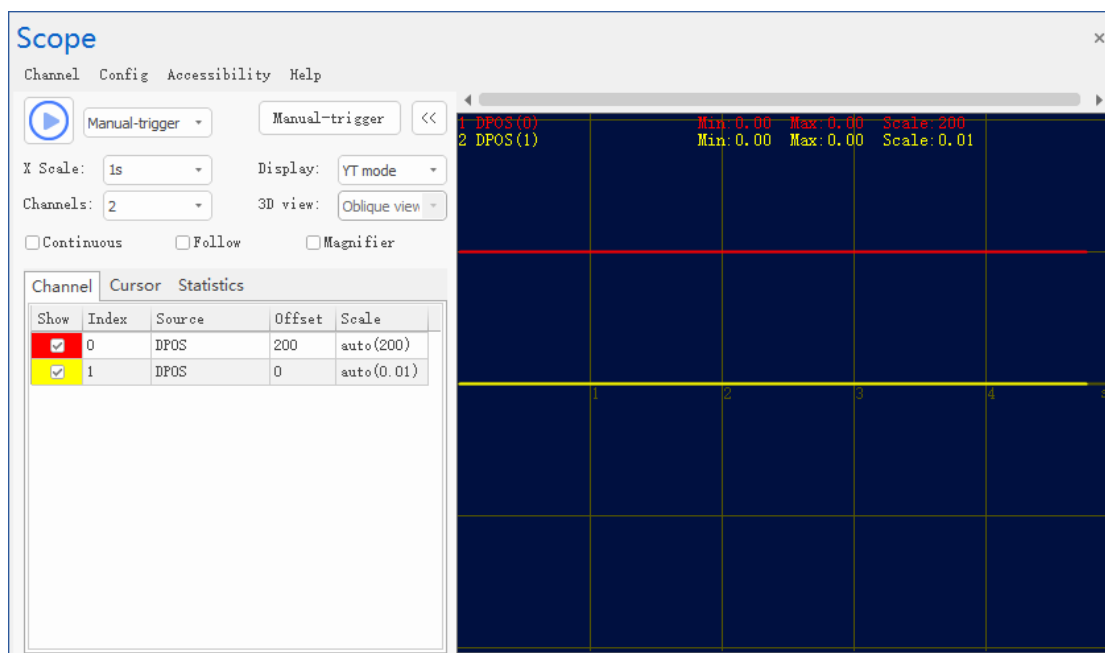 Scope
Channel Config Accessibility Help
Manual-trigger Manual-trigger <<
X Scale: 1s Display: YT mode
Channels: 2 3D view: Oblique view
Continuous Follow Magnifier
Channel Cursor Statistics
Show Index Source Offset Scale
0 DPOS 200 auto(200)
1 DPOS 0 auto(0.01)
1 DPOS(0) Min:0.00 Max:0.00 Scale:200
2 DPOS(1) Min:0.00 Max:0.00 Scale:0.01
1 2 3 4